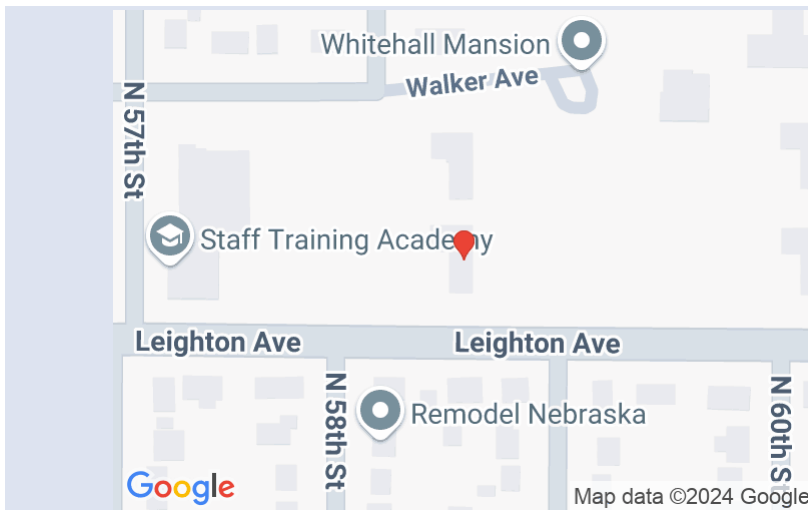 Whitehall Mansion
Walker Ave
N 57th St
Staff Training Academy
Leighton Ave
Leighton Ave
N 58th St
Remodel Nebraska
N 60th St
Google
Map data ©2024 Google